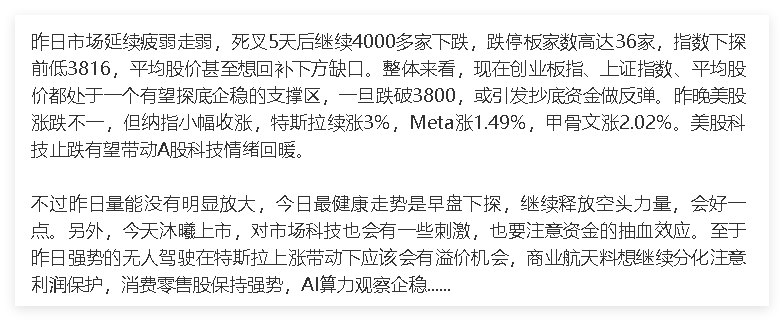 昨日市场延续疲弱走弱，死叉5天后继续4000多家下跌，跌停板家数高达36家，指数下探
前低3816，平均股价甚至想回补下方缺口。整体来看，现在创业板指、上证指数、平均股
价都处于一个有望探底企稳的支撑区，一旦跌破3800，或引发抄底资金做反弹。昨晚美股
涨跌不一，但纳指小幅收涨，特斯拉续涨3%，Meta涨1.49%，甲骨文涨2.02%。美股科
技止跌有望带动A股科技情绪回暖。
不过昨日量能没有明显放大，今日最健康走势是早盘下探，继续释放空头力量，会好一
点。另外，今天沐曦上市，对市场科技也会有一些刺激，也要注意资金的抽血效应。至于
昨日强势的无人驾驶在特斯拉上涨带动下应该会有溢价机会，商业航天料想继续分化注意
利润保护，消费零售股保持强势，AI算力观察企稳......